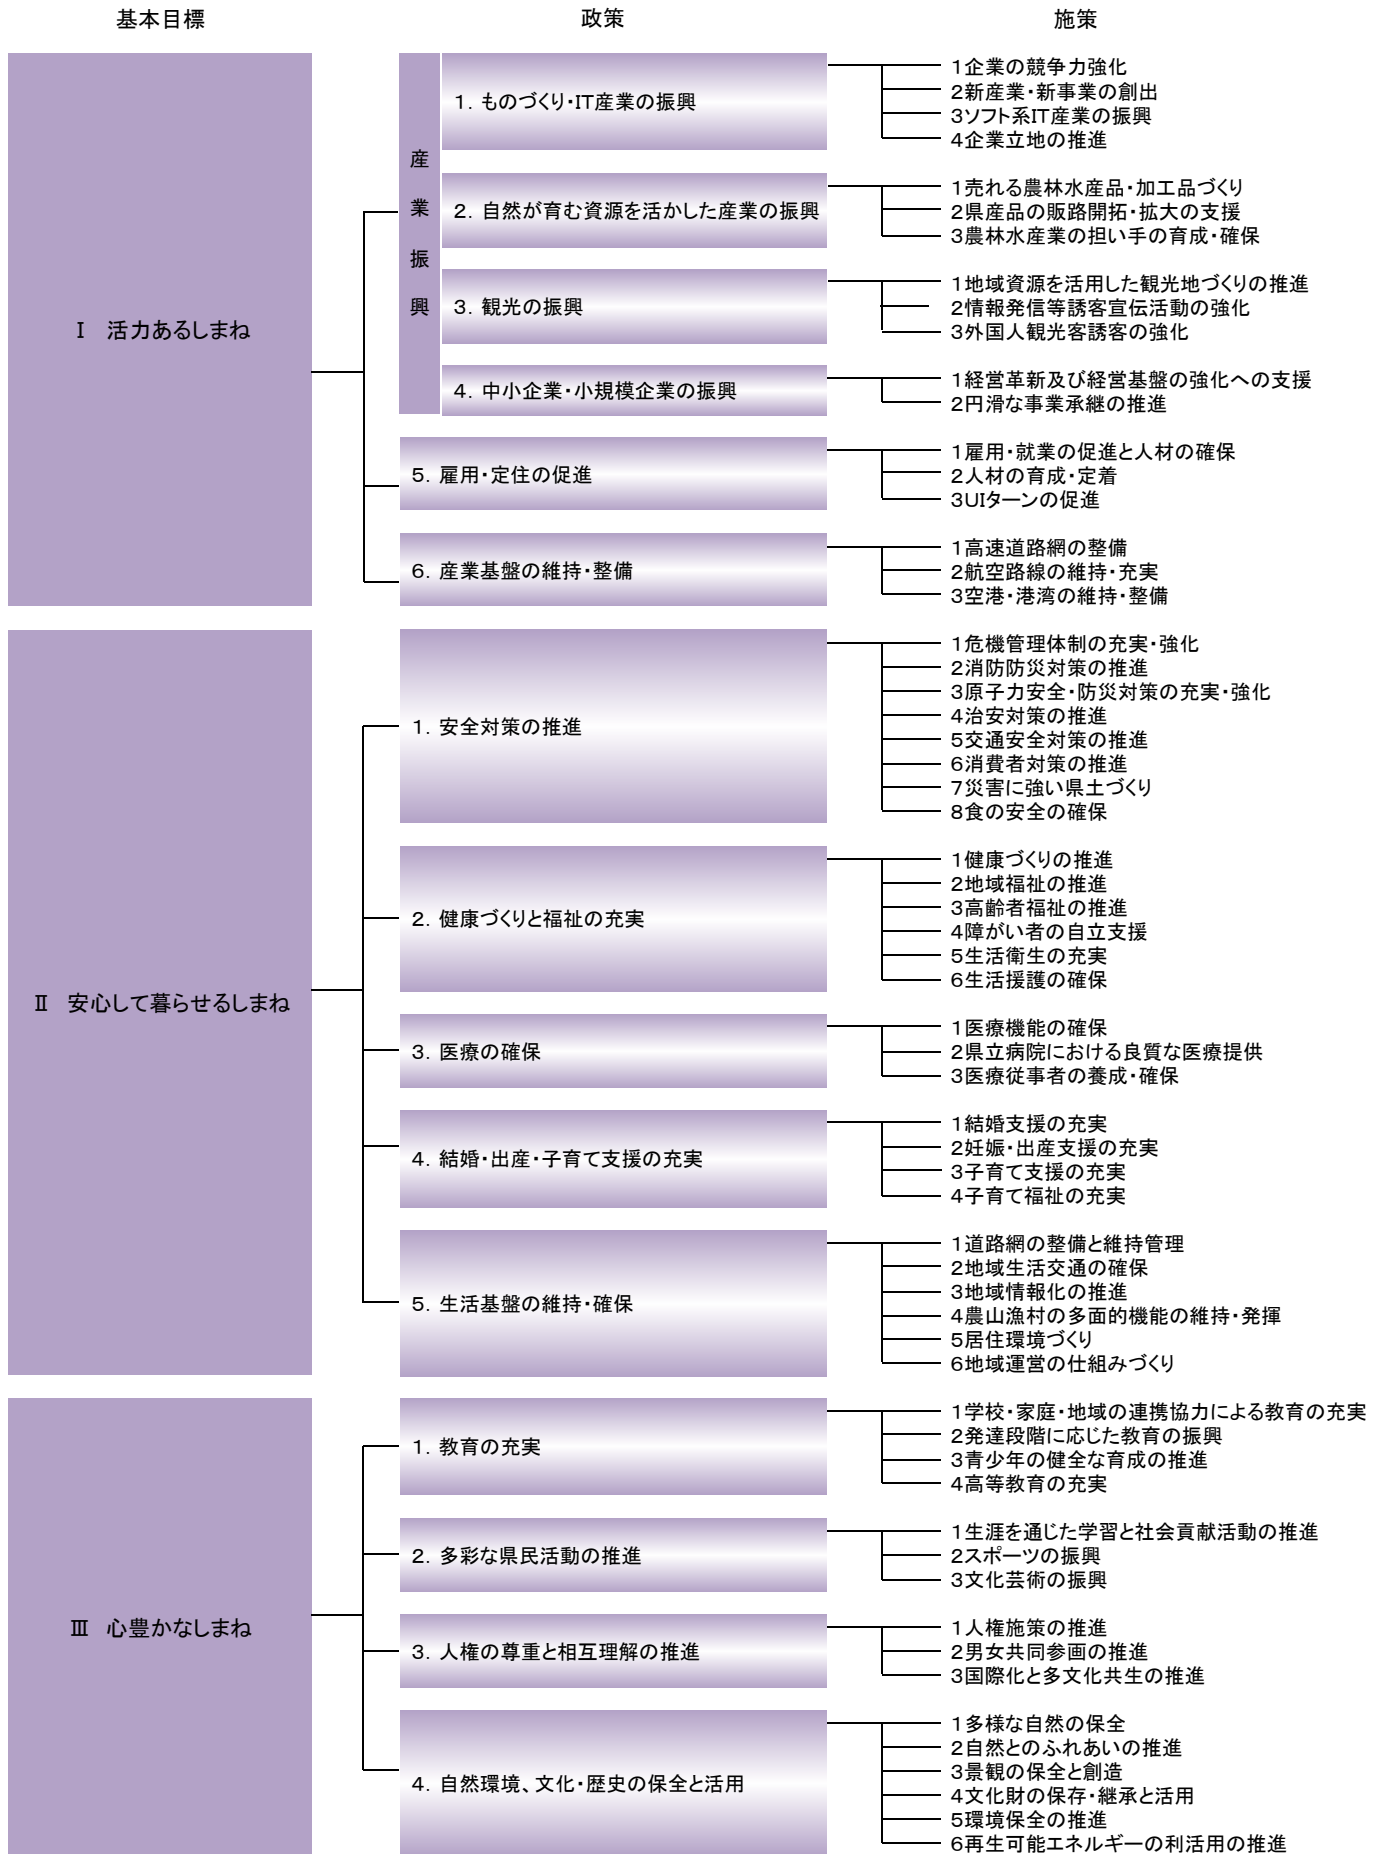 基本目標
政策
施策
Ⅰ　活力あるしまね
産業振興
1．ものづくり・IT産業の振興
1企業の競争力強化
2新産業・新事業の創出
3ソフト系IT産業の振興
4企業立地の推進
2．自然が育む資源を活かした産業の振興
1売れる農林水産品・加工品づくり
2県産品の販路開拓・拡大の支援
3農林水産業の担い手の育成・確保
3．観光の振興
1地域資源を活用した観光地づくりの推進
2情報発信等誘客宣伝活動の強化
3外国人観光客誘客の強化
4．中小企業・小規模企業の振興
1経営革新及び経営基盤の強化への支援
2円滑な事業承継の推進
5．雇用・定住の促進
1雇用・就業の促進と人材の確保
2人材の育成・定着
3UIターンの促進
6．産業基盤の維持・整備
1高速道路網の整備
2航空路線の維持・充実
3空港・港湾の維持・整備
Ⅱ　安心して暮らせるしまね
1．安全対策の推進
1危機管理体制の充実・強化
2消防防災対策の推進
3原子力安全・防災対策の充実・強化
4治安対策の推進
5交通安全対策の推進
6消費者対策の推進
7災害に強い県土づくり
8食の安全の確保
2．健康づくりと福祉の充実
1健康づくりの推進
2地域福祉の推進
3高齢者福祉の推進
4障がい者の自立支援
5生活衛生の充実
6生活援護の確保
3．医療の確保
1医療機能の確保
2県立病院における良質な医療提供
3医療従事者の養成・確保
4．結婚・出産・子育て支援の充実
1結婚支援の充実
2妊娠・出産支援の充実
3子育て支援の充実
4子育て福祉の充実
5．生活基盤の維持・確保
1道路網の整備と維持管理
2地域生活交通の確保
3地域情報化の推進
4農山漁村の多面的機能の維持・発揮
5居住環境づくり
6地域運営の仕組みづくり
Ⅲ　心豊かなしまね
1．教育の充実
1学校・家庭・地域の連携協力による教育の充実
2発達段階に応じた教育の振興
3青少年の健全な育成の推進
4高等教育の充実
2．多彩な県民活動の推進
1生涯を通じた学習と社会貢献活動の推進
2スポーツの振興
3文化芸術の振興
3．人権の尊重と相互理解の推進
1人権施策の推進
2男女共同参画の推進
3国際化と多文化共生の推進
4．自然環境、文化・歴史の保全と活用
1多様な自然の保全
2自然とのふれあいの推進
3景観の保全と創造
4文化財の保存・継承と活用
5環境保全の推進
6再生可能エネルギーの利活用の推進